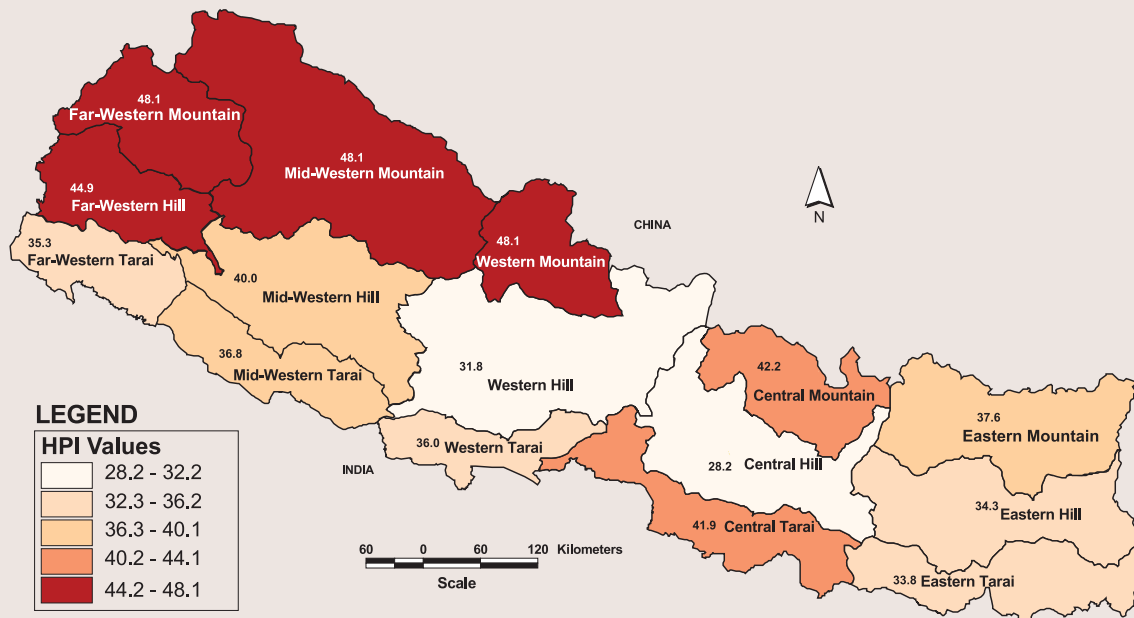 48.1
Far-Western Mountain
48.1
Mid-Western Mountain
44.9
Far-Western Hill
N
CHINA
48.1
Western Mountain
35.3
Far-Western Tarai
40.0
Mid-Western Hill
36.8
Mid-Western Tarai
31.8
Western Hill
42.2
Central Mountain
37.6
Eastern Mountain
36.0
Western Tarai
INDIA
28.2
Central Hill
34.3
Eastern Hill
41.9
Central Tarai
33.8
Eastern Tarai
60 0 60 120 Kilometers
Scale
LEGEND
HPI Values
28.2 - 32.2
32.3 - 36.2
36.3 - 40.1
40.2 - 44.1
44.2 - 48.1